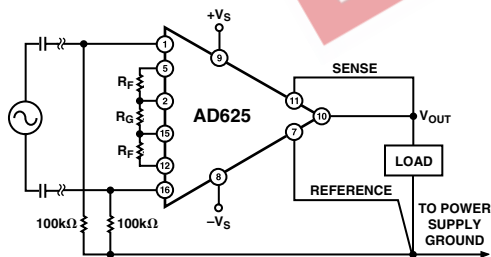 +VS
1
9
5
RF
SENSE
2
11
RG
AD625
10
VOUT
15
7
RF
12
LOAD
8
16
REFERENCE
–VS
TO POWER
SUPPLY
GROUND
100kΩ
100kΩ